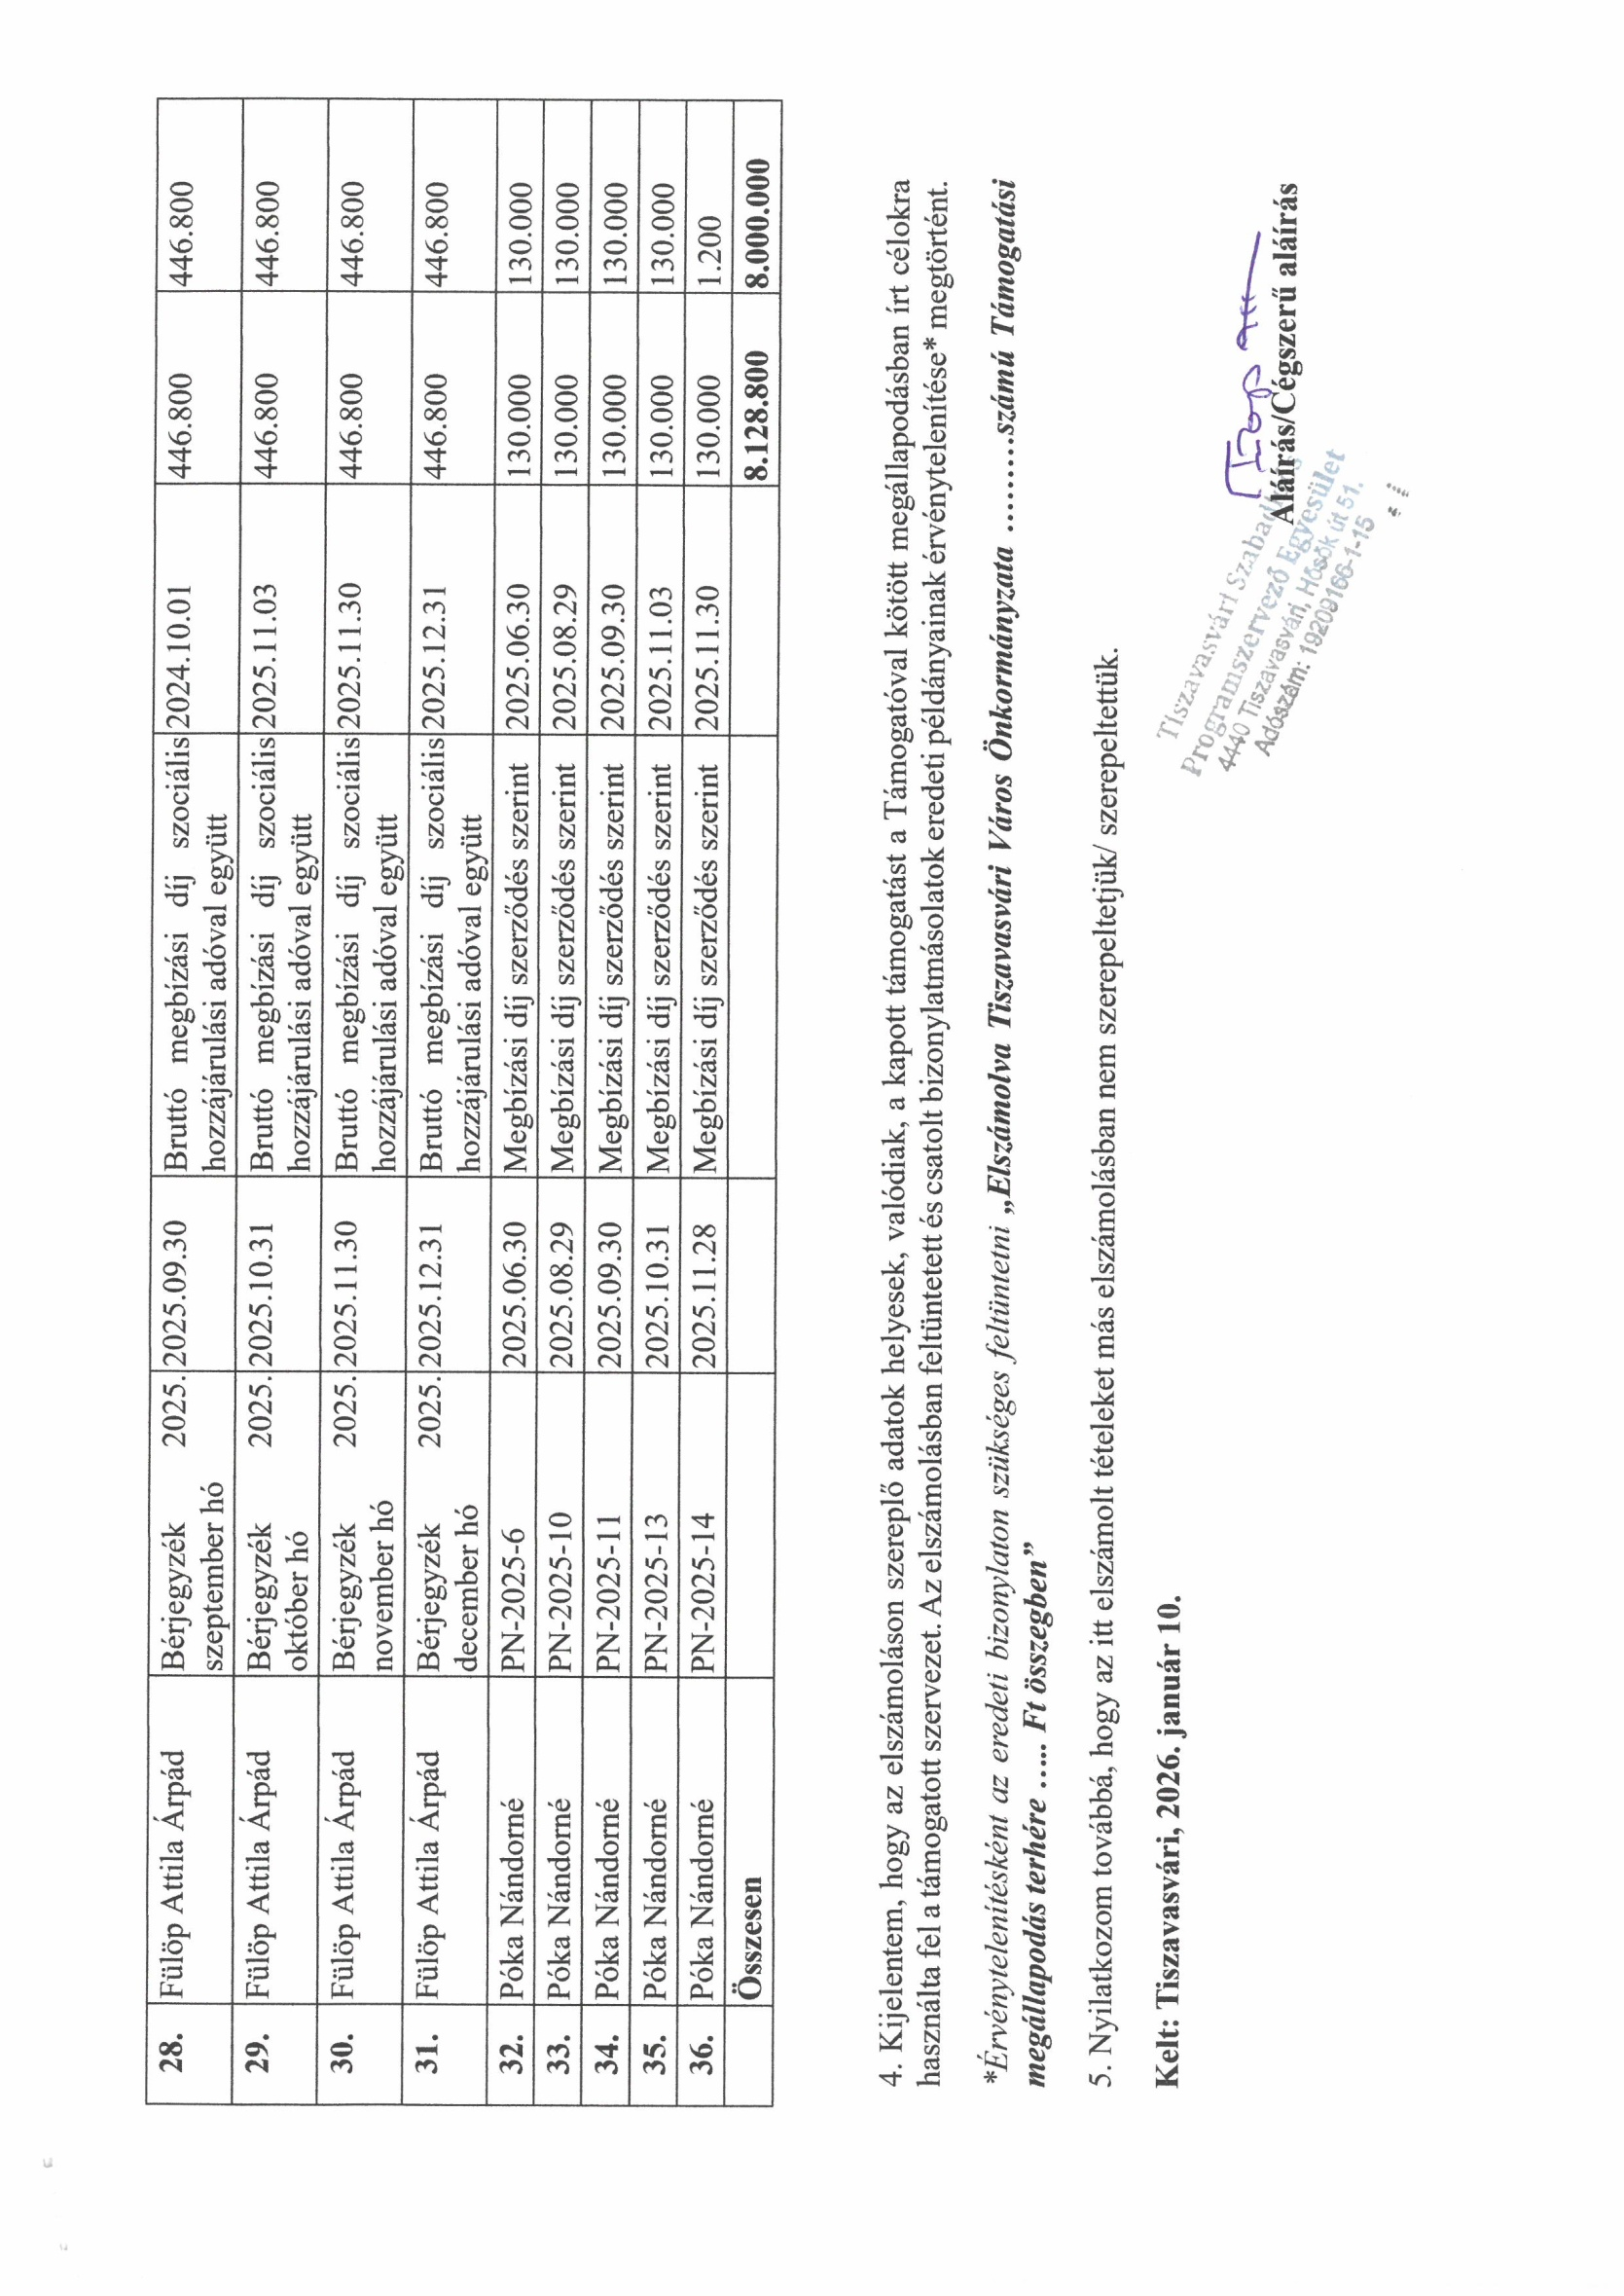 28. Fülöp Attila Árpád Bérjegyzék 2025. szeptember hó 2025.09.30 Bruttó megbízási díj szociális hozzájárulási adóval együtt 2024.10.01 446.800 446.800
29. Fülöp Attila Árpád Bérjegyzék 2025. október hó 2025.10.31 Bruttó megbízási díj szociális hozzájárulási adóval együtt 2025.11.03 446.800 446.800
30. Fülöp Attila Árpád Bérjegyzék 2025. november hó 2025.11.30 Bruttó megbízási díj szociális hozzájárulási adóval együtt 2025.11.30 446.800 446.800
31. Fülöp Attila Árpád Bérjegyzék 2025. december hó 2025.12.31 Bruttó megbízási díj szociális hozzájárulási adóval együtt 2025.12.31 446.800 446.800
32. Póka Nándorné PN-2025-6 2025.06.30 Megbízási díj szerződés szerint 2025.06.30 130.000 130.000
33. Póka Nándorné PN-2025-10 2025.08.29 Megbízási díj szerződés szerint 2025.08.29 130.000 130.000
34. Póka Nándorné PN-2025-11 2025.09.30 Megbízási díj szerződés szerint 2025.09.30 130.000 130.000
35. Póka Nándorné PN-2025-13 2025.10.31 Megbízási díj szerződés szerint 2025.11.03 130.000 130.000
36. Póka Nándorné PN-2025-14 2025.11.28 Megbízási díj szerződés szerint 2025.11.30 130.000 1.200
Összesen 8.128.800 8.000.000
4. Kijelentem, hogy az elszámoláson szereplő adatok helyesek, valódiak, a kapott támogatást a Támogatóval kötött megállapodásban írt célokra
használta fel a támogatott szervezet. Az elszámolásban feltüntetett és csatolt bizonylatmásolatok eredeti példányainak érvénytelenítése* megtörtént.
*Érvénytelenítésként az eredeti bizonylaton szükséges feltüntetni „Elszámolva Tiszavasvári Város Önkormányzata .........számú Támogatási
megállapodás terhére ..... Ft összegben”
5. Nyilatkozom továbbá, hogy az itt elszámolt tételeket más elszámolásban nem szerepeltetjük/ szerepeltettük.
Kelt: Tiszavasvári, 2026. január 10.
Tiszavasvári
Programszervező Egyesület
4440 Tiszavasvári, Hősök út 51.
Adószám: 19209166-1-15
Aláírás/Cégszerű aláírás